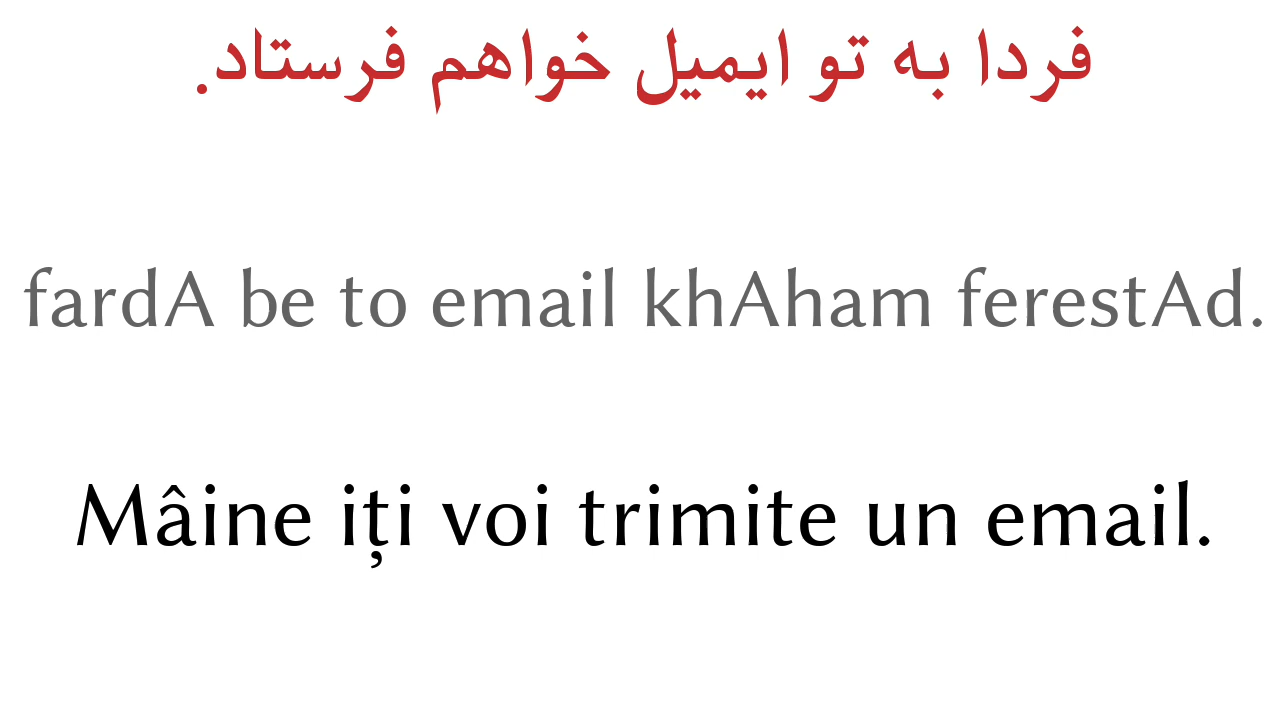 فردا به تو ایمیل خواهم فرستاد.
fardA be to email khAham ferestAd.
Mâine iți voi trimite un email.